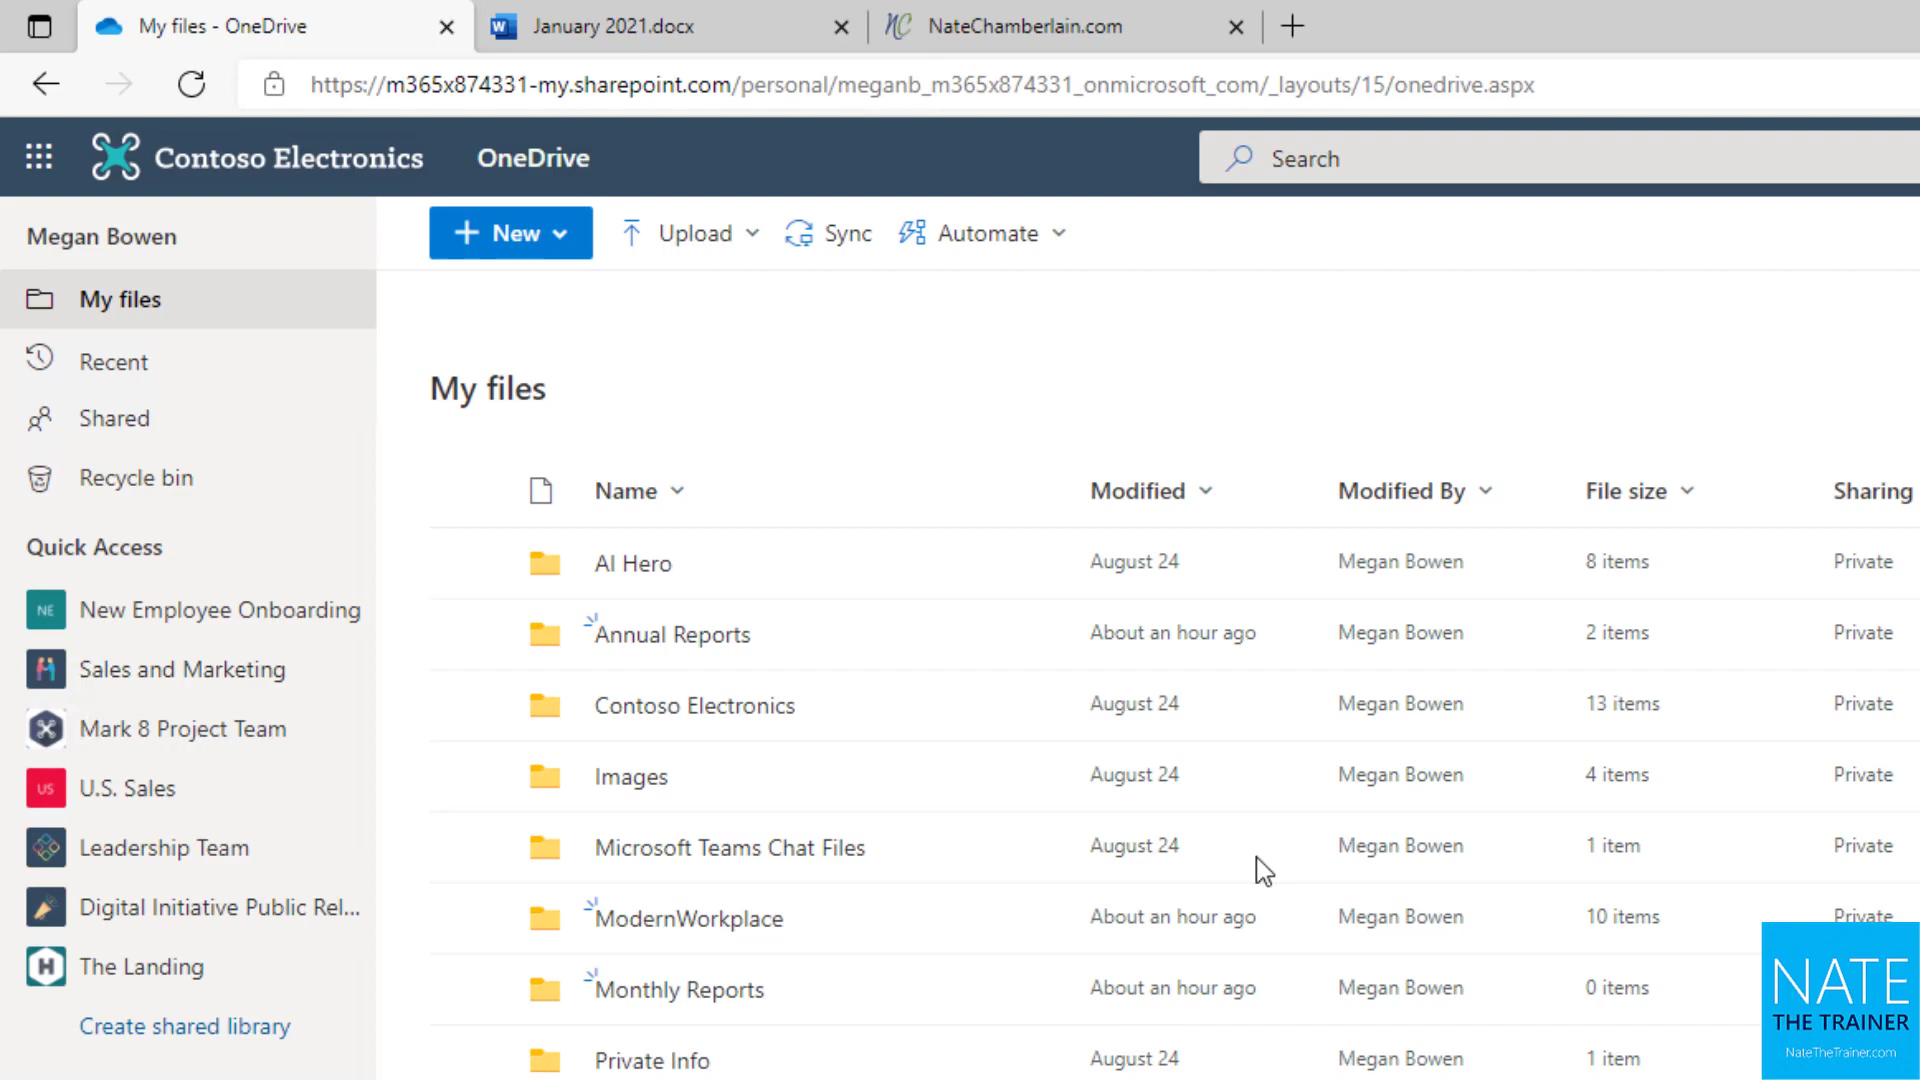 My files - OneDrive
January 2021.docx
NateChamberlain.com
https://m365x874331-my.sharepoint.com/personal/meganb_m365x874331_onmicrosoft_com/_layouts/15/onedrive.aspx
Contoso Electronics
OneDrive
Search
Megan Bowen
My files
Recent
Shared
Recycle bin
Quick Access
NE New Employee Onboarding
Sales and Marketing
Mark 8 Project Team
US U.S. Sales
Leadership Team
Digital Initiative Public Rel...
H The Landing
Create shared library
New Upload Sync Automate
My files
Name Modified Modified By File size Sharing
AI Hero August 24 Megan Bowen 8 items Private
Annual Reports About an hour ago Megan Bowen 2 items Private
Contoso Electronics August 24 Megan Bowen 13 items Private
Images August 24 Megan Bowen 4 items Private
Microsoft Teams Chat Files August 24 Megan Bowen 1 item Private
ModernWorkplace About an hour ago Megan Bowen 10 items Private
Monthly Reports About an hour ago Megan Bowen 0 items
Private Info August 24 Megan Bowen 1 item
NATE
THE TRAINER
NateTheTrainer.com